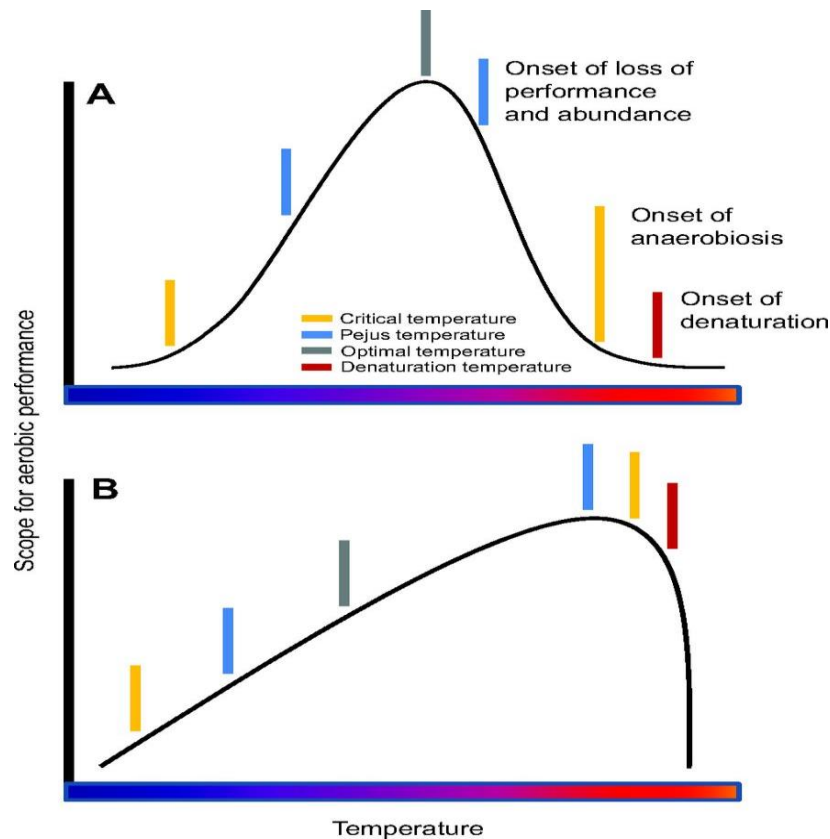 A
Onset of loss of
performance
and abundance
Onset of
anaerobiosis
Onset of
denaturation
Critical temperature
Pejus temperature
Optimal temperature
Denaturation temperature
Scope for aerobic performance
B
Temperature